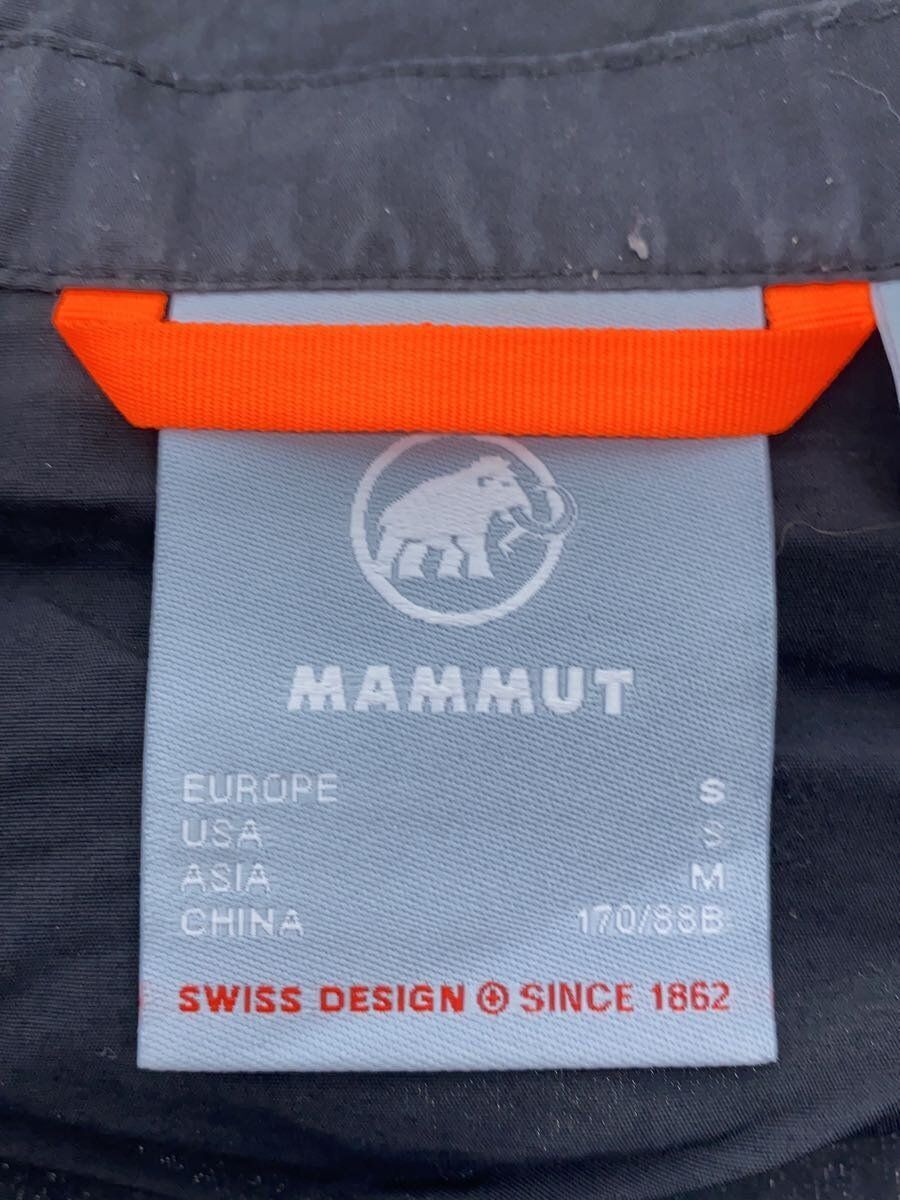 MAMMUT
EUROPE S
USA S
ASIA M
CHINA 170/88B
SWISS DESIGN SINCE 1862